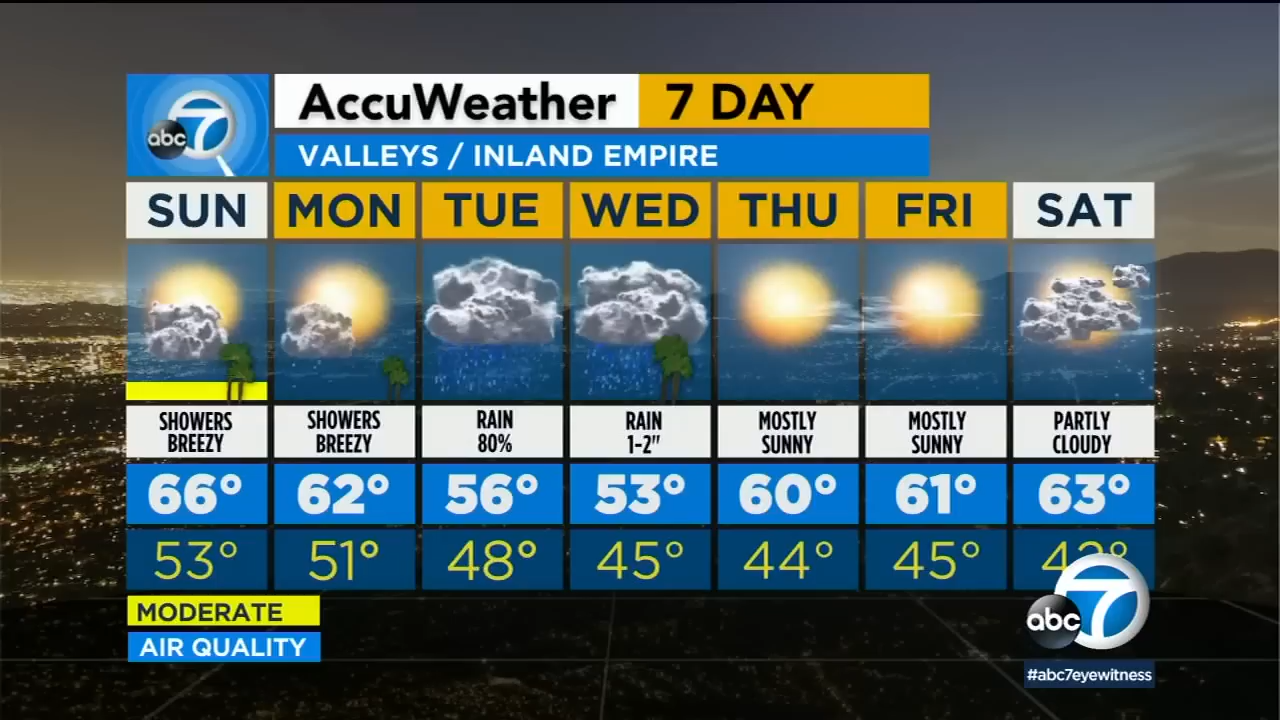 abc 7
AccuWeather 7 DAY
VALLEYS / INLAND EMPIRE
SUN MON TUE WED THU FRI SAT
SHOWERS BREEZY SHOWERS BREEZY RAIN 80% RAIN 1-2" MOSTLY SUNNY MOSTLY SUNNY PARTLY CLOUDY
66° 62° 56° 53° 60° 61° 63°
53° 51° 48° 45° 44° 45°
MODERATE
AIR QUALITY
abc 7
#abc7eyewitness